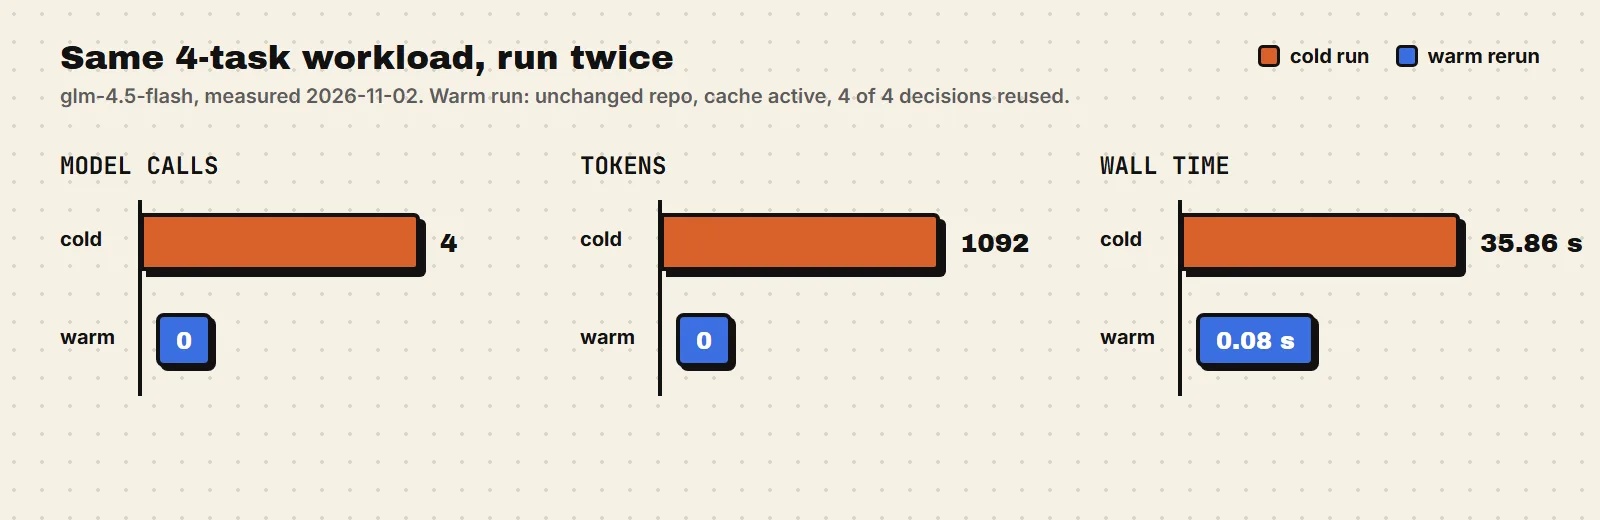 Same 4-task workload, run twice
cold run
warm rerun
glm-4.5-flash, measured 2026-11-02. Warm run: unchanged repo, cache active, 4 of 4 decisions reused.
MODEL CALLS
cold
4
warm
0
TOKENS
cold
1092
warm
0
WALL TIME
cold
35.86 s
warm
0.08 s